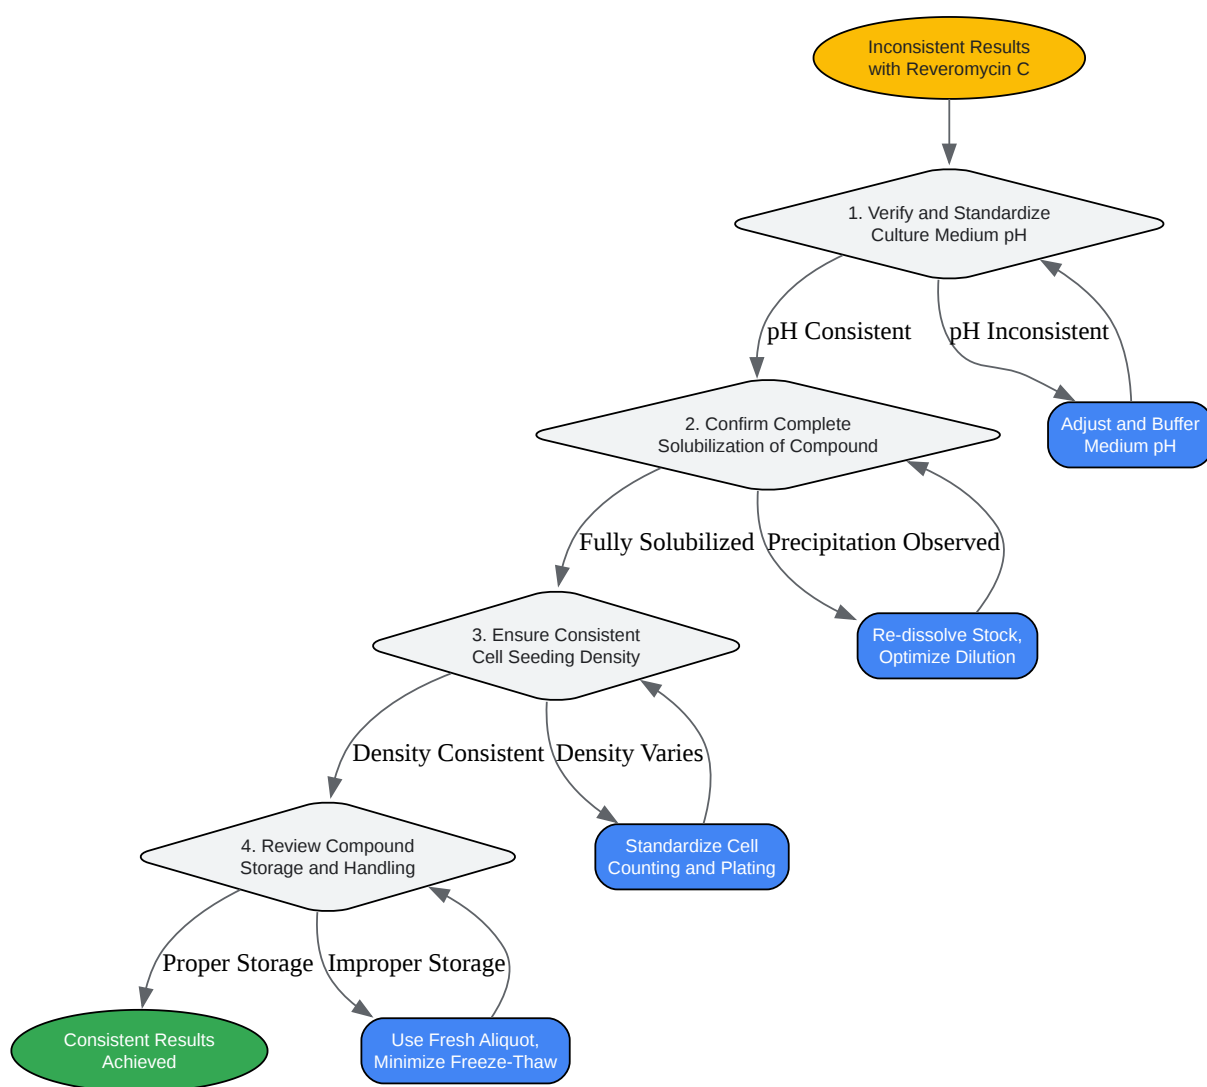 Inconsistent Results
with Reveromycin C
1. Verify and Standardize
Culture Medium pH
pH Consistent
pH Inconsistent
Adjust and Buffer
Medium pH
2. Confirm Complete
Solubilization of Compound
Fully Solubilized
Precipitation Observed
Re-dissolve Stock,
Optimize Dilution
3. Ensure Consistent
Cell Seeding Density
Density Consistent
Density Varies
Standardize Cell
Counting and Plating
4. Review Compound
Storage and Handling
Proper Storage
Improper Storage
Consistent Results
Achieved
Use Fresh Aliquot,
Minimize Freeze-Thaw